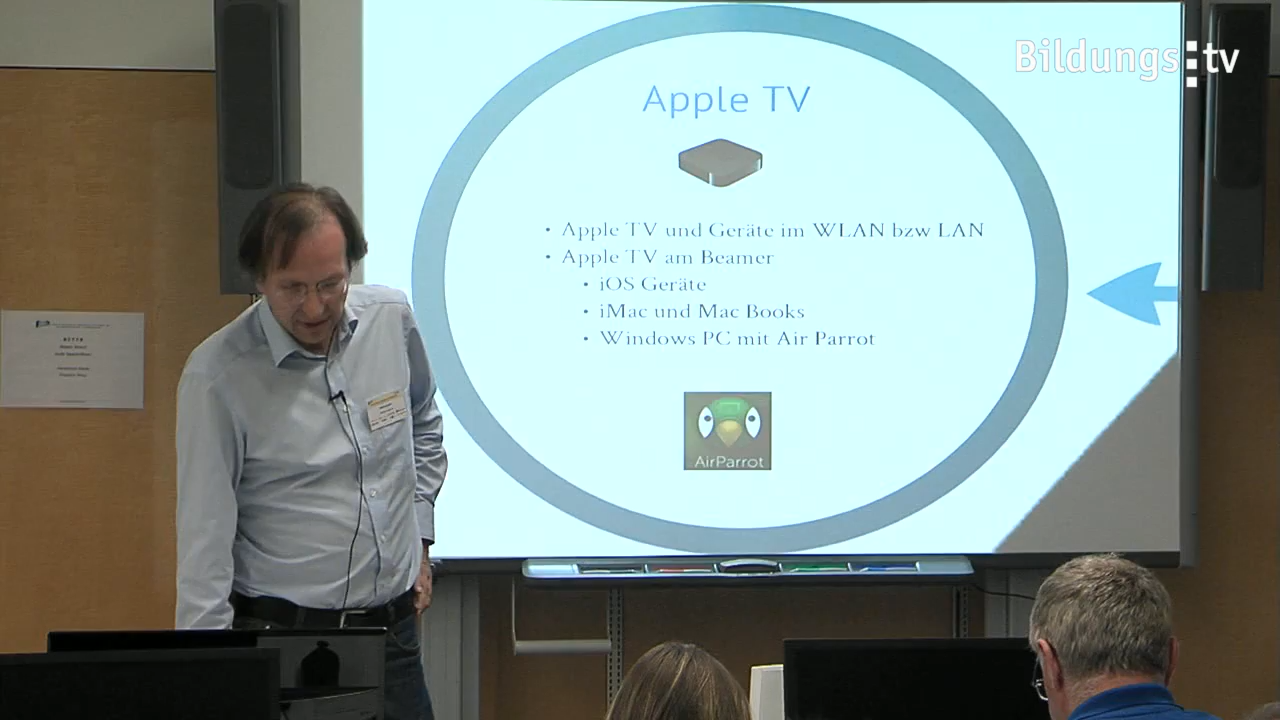 Bildungs:tv
Apple TV
• Apple TV und Geräte im WLAN bzw LAN
• Apple TV am Beamer
• iOS Geräte
• iMac und Mac Books
• Windows PC mit Air Parrot
AirParrot